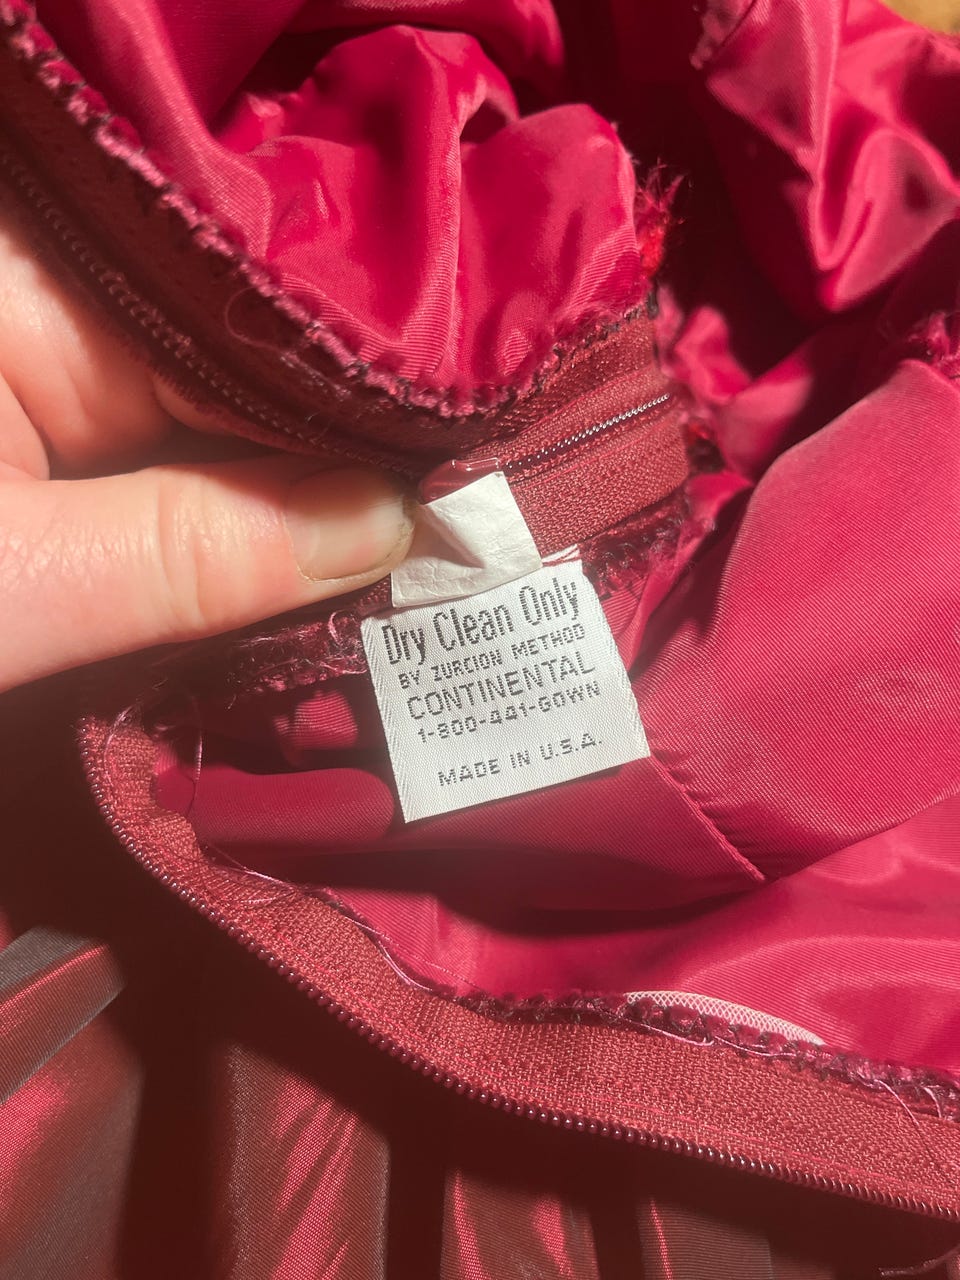 Dry Clean Only
BY ZURCION METHOD
CONTINENTAL
1-800-441-GOWN
MADE IN U.S.A.